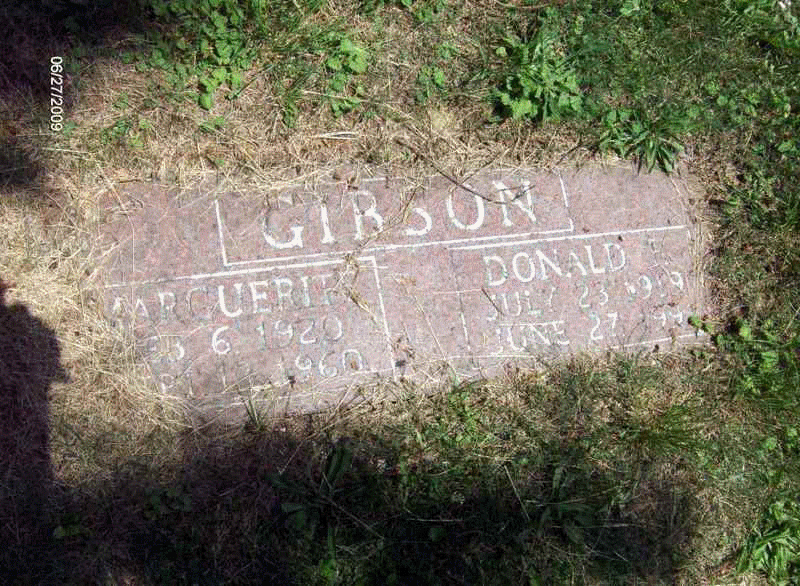 06/27/2009
GIBSON
MARGUERITE
6 1920
1960
DONALD
JULY 23 1919
JUNE 27